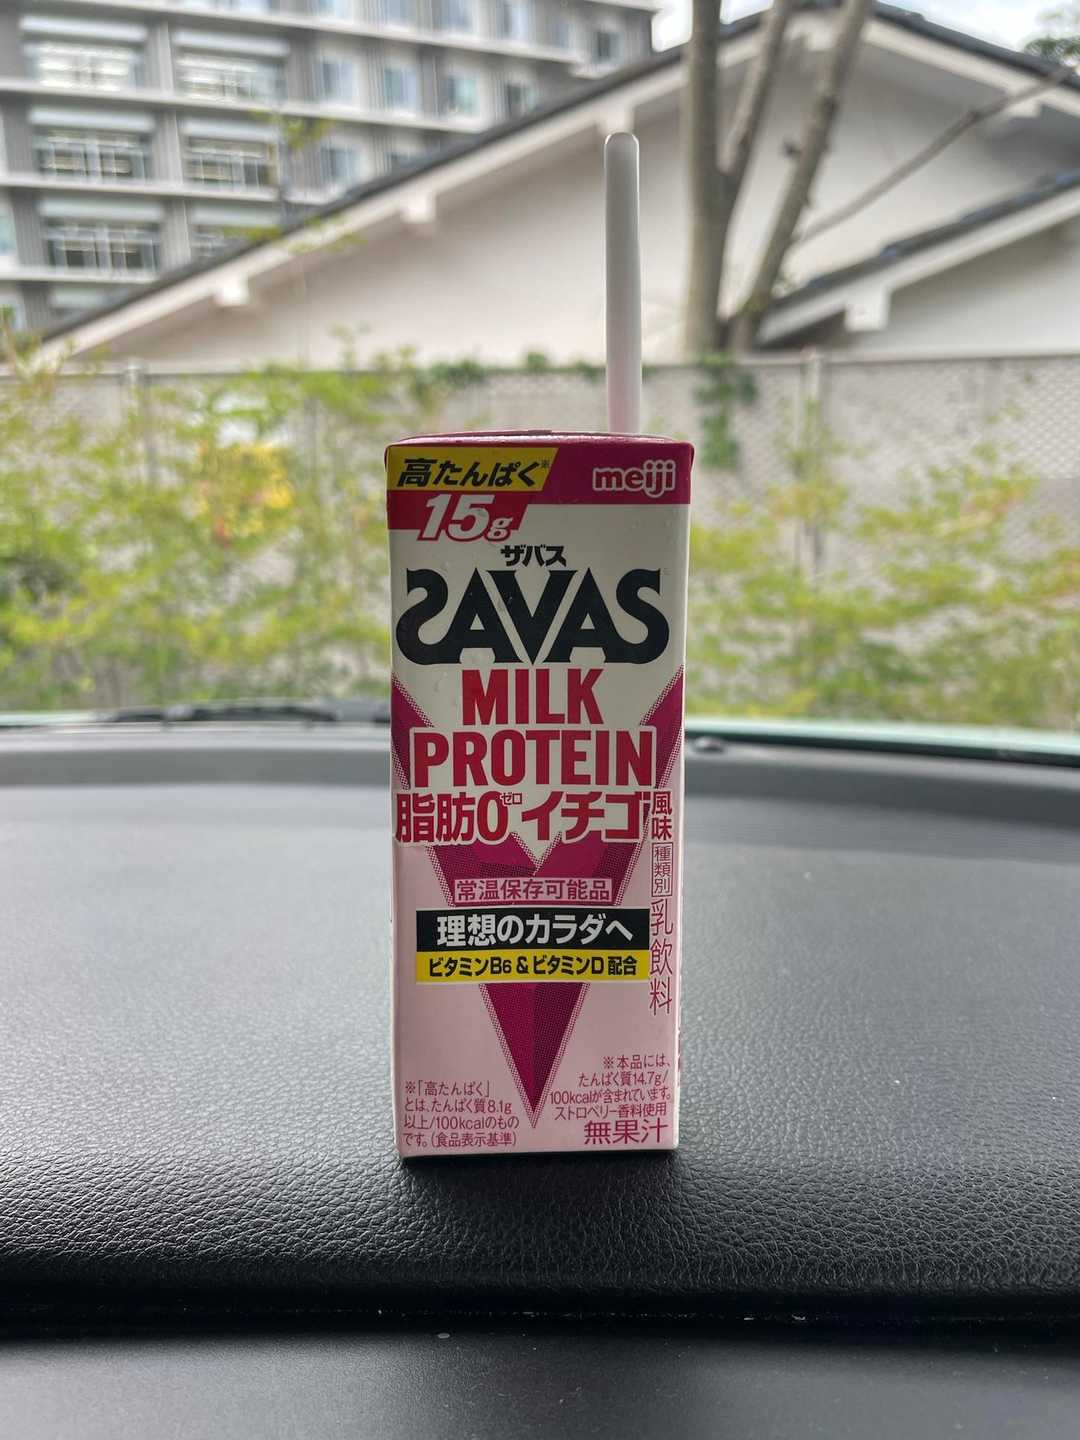 高たんぱく※
meiji
15g
ザバス
SAVAS
MILK
PROTEIN
脂肪0ゼロ イチゴ風味
種類別 乳飲料
常温保存可能品
理想のカラダへ
ビタミンB6 & ビタミンD 配合
※「高たんぱく」
とは、たんぱく質8.1g
以上/100kcalのもの
です。(食品表示基準)
※本品には、
たんぱく質14.7g/
100kcalが含まれています。
ストロベリー香料使用
無果汁